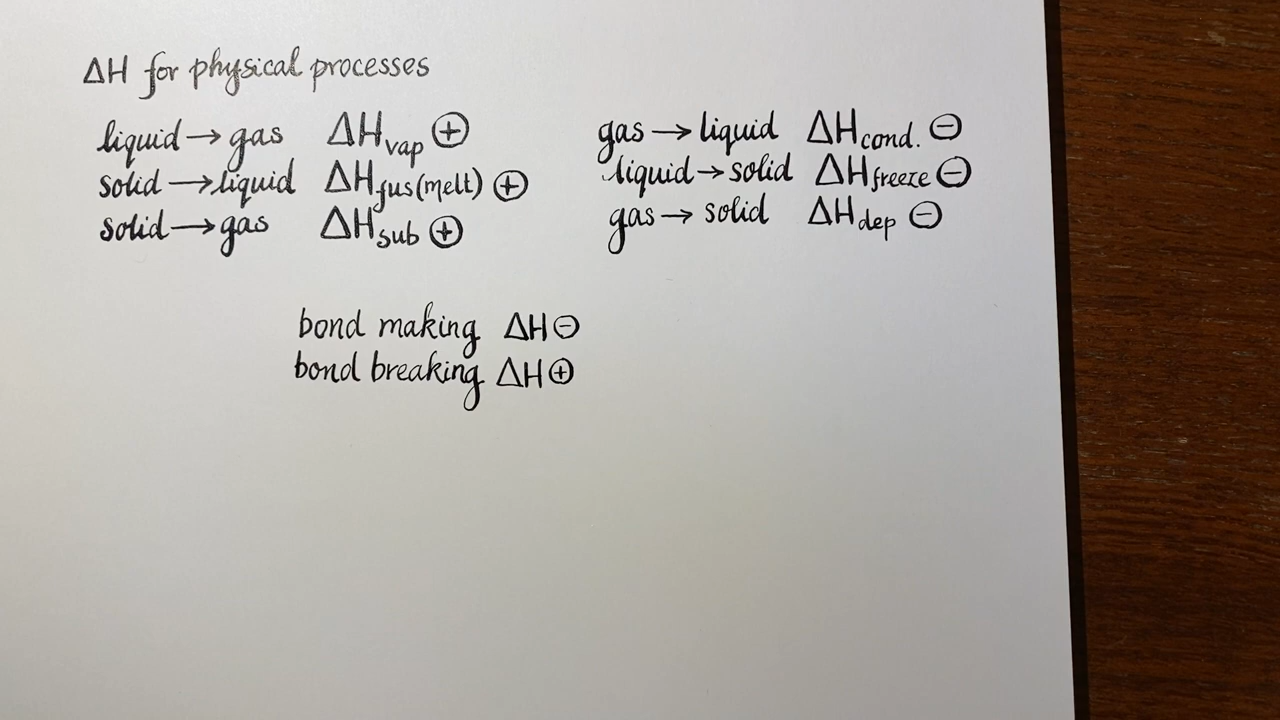 ΔH for physical processes
liquid → gas ΔHvap ⊕
solid → liquid ΔHfus(melt) ⊕
solid → gas ΔHsub ⊕
gas → liquid ΔHcond. ⊖
liquid → solid ΔHfreeze ⊖
gas → solid ΔHdep ⊖
bond making ΔH ⊖
bond breaking ΔH ⊕